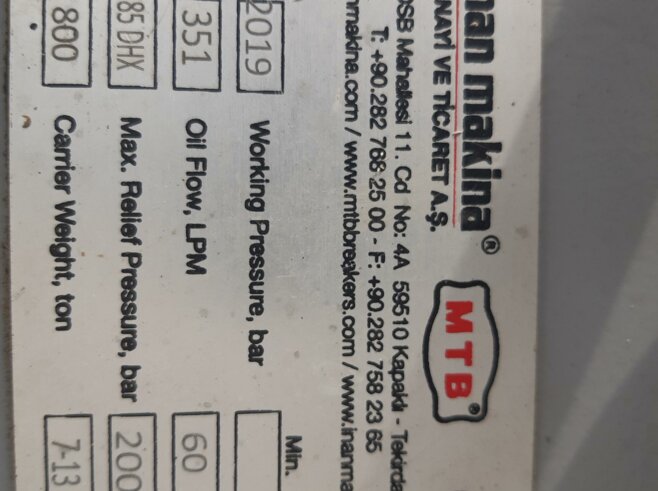 nan makina®
NAYİ VE TİCARET A.Ş.
MTB®
OSB Mahallesi 11. Cd No: 4A 59510 Kapaklı - Tekirda
T: +90.282 768 25 00 - F: +90.282 758 23 65
nmakina.com / www.mtbbreakers.com / www.inanma
Min.
2019 Working Pressure, bar
351 Oil Flow, LPM 60
85 DHX Max. Relief Pressure, bar 200
800 Carrier Weight, ton 7-13